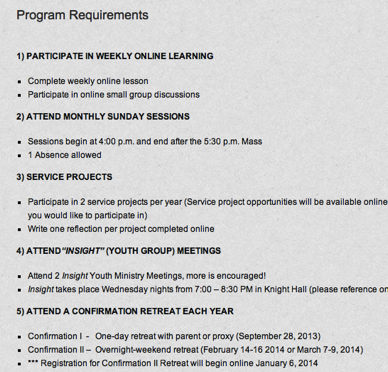 Program Requirements
1) PARTICIPATE IN WEEKLY ONLINE LEARNING
▪ Complete weekly online lesson
▪ Participate in online small group discussions
2) ATTEND MONTHLY SUNDAY SESSIONS
▪ Sessions begin at 4:00 p.m. and end after the 5:30 p.m. Mass
▪ 1 Absence allowed
3) SERVICE PROJECTS
▪ Participate in 2 service projects per year (Service project opportunities will be available online
you would like to participate in)
▪ Write one reflection per project completed online
4) ATTEND “INSIGHT” (YOUTH GROUP) MEETINGS
▪ Attend 2 Insight Youth Ministry Meetings, more is encouraged!
▪ Insight takes place Wednesday nights from 7:00 – 8:30 PM in Knight Hall (please reference on
5) ATTEND A CONFIRMATION RETREAT EACH YEAR
▪ Confirmation I - One-day retreat with parent or proxy (September 28, 2013)
▪ Confirmation II – Overnight-weekend retreat (February 14-16 2014 or March 7-9, 2014)
▪ *** Registration for Confirmation II Retreat will begin online January 6, 2014